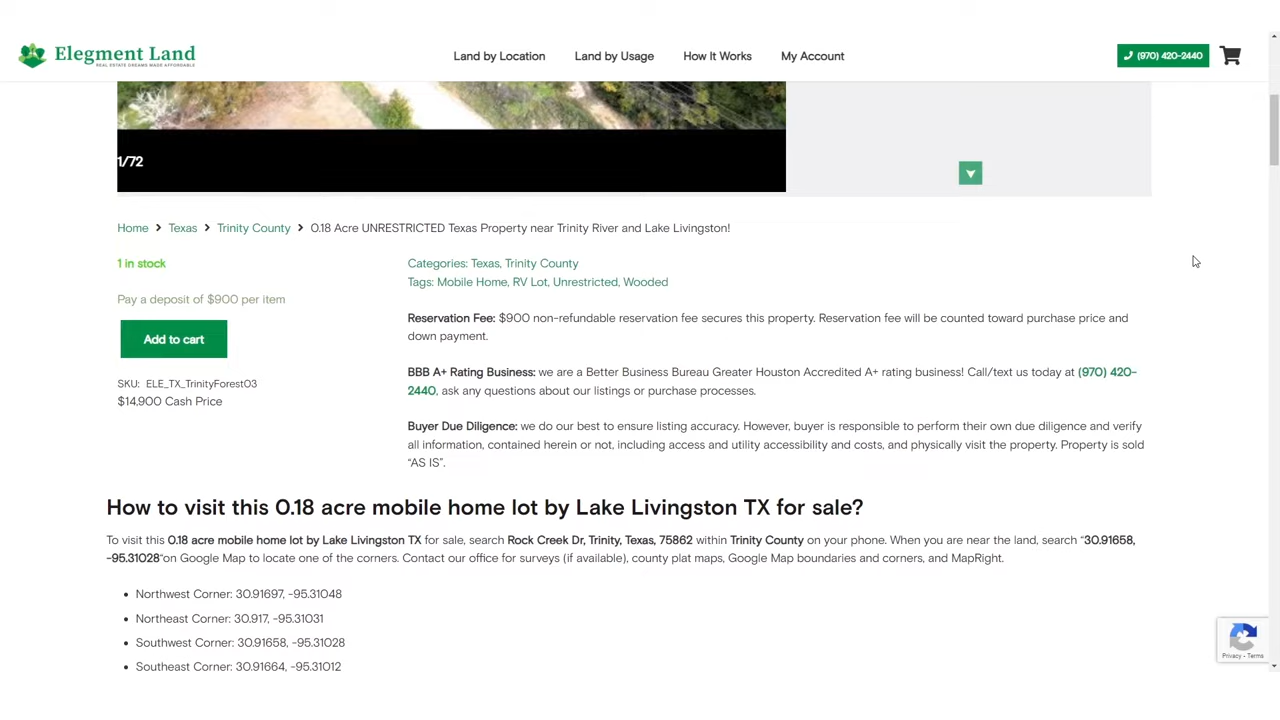 Elegment Land
REAL ESTATE DREAMS MADE AFFORDABLE
Land by Location
Land by Usage
How It Works
My Account
(970) 420-2440
1/72
Home > Texas > Trinity County > 0.18 Acre UNRESTRICTED Texas Property near Trinity River and Lake Livingston!
1 in stock
Pay a deposit of $900 per item
Add to cart
SKU: ELE_TX_TrinityForest03
$14,900 Cash Price
Categories: Texas, Trinity County
Tags: Mobile Home, RV Lot, Unrestricted, Wooded
Reservation Fee: $900 non-refundable reservation fee secures this property. Reservation fee will be counted toward purchase price and
down payment.
BBB A+ Rating Business: we are a Better Business Bureau Greater Houston Accredited A+ rating business! Call/text us today at (970) 420-
2440, ask any questions about our listings or purchase processes.
Buyer Due Diligence: we do our best to ensure listing accuracy. However, buyer is responsible to perform their own due diligence and verify
all information, contained herein or not, including access and utility accessibility and costs, and physically visit the property. Property is sold
“AS IS”.
How to visit this 0.18 acre mobile home lot by Lake Livingston TX for sale?
To visit this 0.18 acre mobile home lot by Lake Livingston TX for sale, search Rock Creek Dr, Trinity, Texas, 75862 within Trinity County on your phone. When you are near the land, search “30.91658,
-95.31028“on Google Map to locate one of the corners. Contact our office for surveys (if available), county plat maps, Google Map boundaries and corners, and MapRight.
• Northwest Corner: 30.91697, -95.31048
• Northeast Corner: 30.917, -95.31031
• Southwest Corner: 30.91658, -95.31028
• Southeast Corner: 30.91664, -95.31012
Privacy - Terms